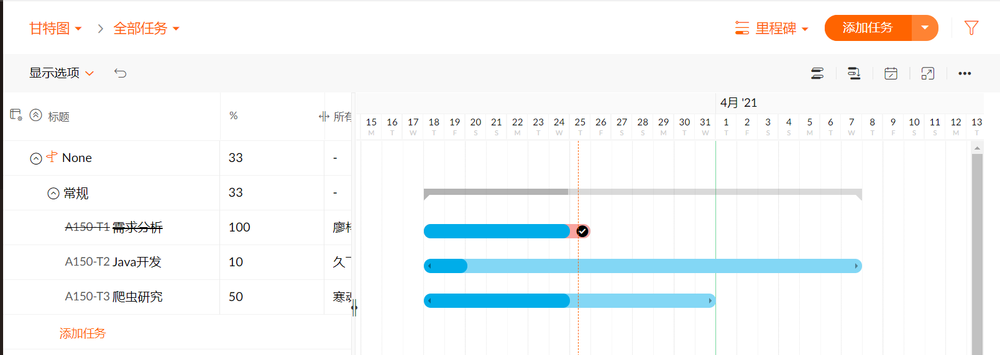 甘特图 全部任务 里程碑 添加任务
显示选项
4月 '21
标题 % 所有
15 16 17 18 19 20 21 22 23 24 25 26 27 28 29 30 31 1 2 3 4 5 6 7 8 9 10 11 12 13
M T W T F S S M T W T F S S M T W T F S S M T W T F S S M T
None 33 -
常规 33 -
A150-T1 需求分析 100 廖
A150-T2 Java开发 10 久
A150-T3 爬虫研究 50 寒
添加任务